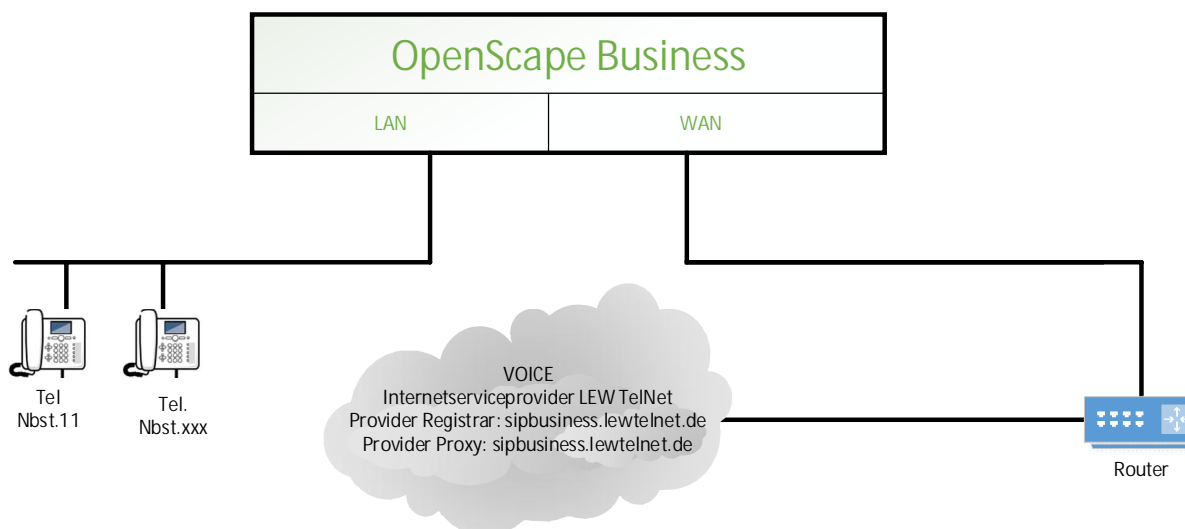 OpenScape Business
LAN
WAN
VOICE
Internetserviceprovider LEW TelNet
Provider Registrar: sipbusiness.lewtelnet.de
Provider Proxy: sipbusiness.lewtelnet.de
Tel
Nbst.11
Tel.
Nbst.xxx
Router